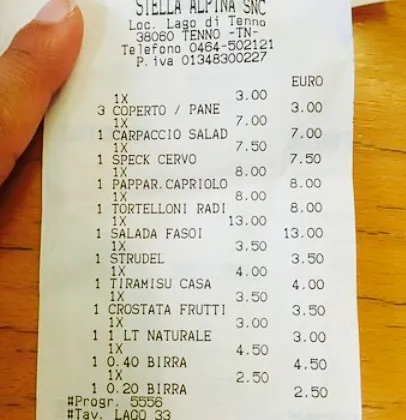 STELLA ALPINA SNC
Loc. Lago di Tenno
38060 TENNO -TN-
Telefono 0464-502121
P.iva 01348300227
EURO
1X 3.00
3 COPERTO / PANE 3.00
1X 7.00
1 CARPACCIO SALAD 7.00
1X 7.50
1 SPECK CERVO 7.50
1X 8.00
1 PAPPAR.CAPRIOLO 8.00
1X 8.00
1 TORTELLONI RADI 8.00
1X 13.00
1 SALADA FASOI 13.00
1X 3.50
1 STRUDEL 3.50
1X 4.00
1 TIRAMISU CASA 4.00
1X 3.50
1 CROSTATA FRUTTI 3.50
1X 3.00
1 1 LT NATURALE 3.00
1X 4.50
1 0.40 BIRRA 4.50
1X 2.50
1 0.20 BIRRA 2.50
#Progr. 5556
#Tav. LAGO 33